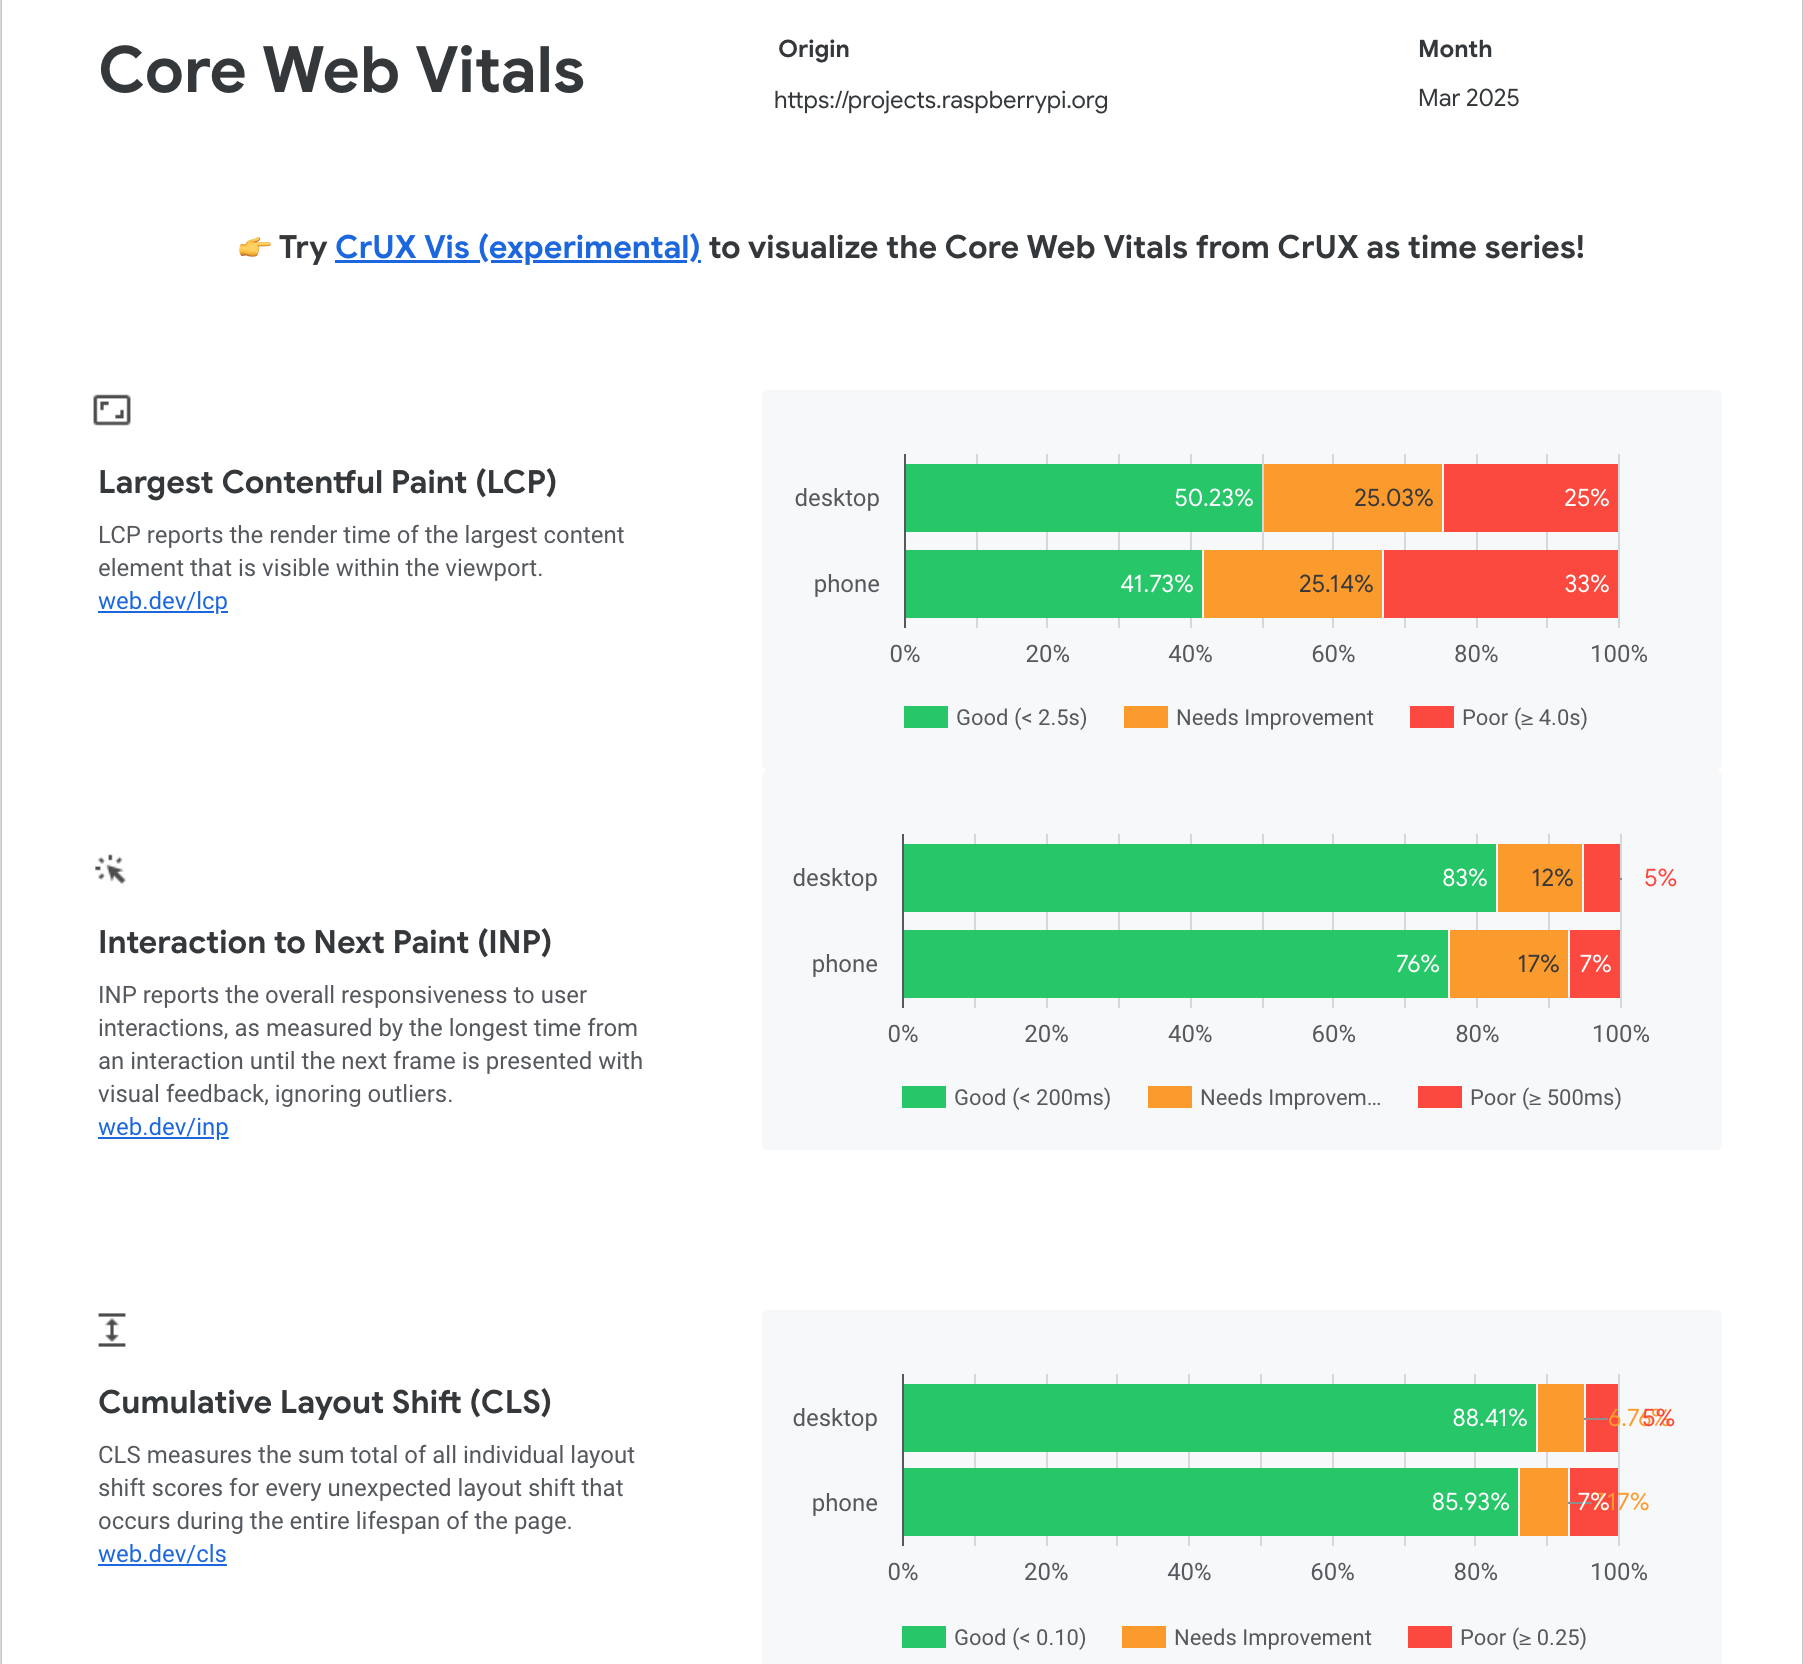 Core Web Vitals
Origin
https://projects.raspberrypi.org
Month
Mar 2025
👉 Try CrUX Vis (experimental) to visualize the Core Web Vitals from CrUX as time series!
Largest Contentful Paint (LCP)
LCP reports the render time of the largest content
element that is visible within the viewport.
web.dev/lcp
desktop 50.23% 25.03% 25%
phone 41.73% 25.14% 33%
0% 20% 40% 60% 80% 100%
Good (< 2.5s) Needs Improvement Poor (≥ 4.0s)
Interaction to Next Paint (INP)
INP reports the overall responsiveness to user
interactions, as measured by the longest time from
an interaction until the next frame is presented with
visual feedback, ignoring outliers.
web.dev/inp
desktop 83% 12% 5%
phone 76% 17% 7%
0% 20% 40% 60% 80% 100%
Good (< 200ms) Needs Improvem... Poor (≥ 500ms)
Cumulative Layout Shift (CLS)
CLS measures the sum total of all individual layout
shift scores for every unexpected layout shift that
occurs during the entire lifespan of the page.
web.dev/cls
desktop 88.41% 5%
phone 85.93% 7%
0% 20% 40% 60% 80% 100%
Good (< 0.10) Needs Improvement Poor (≥ 0.25)